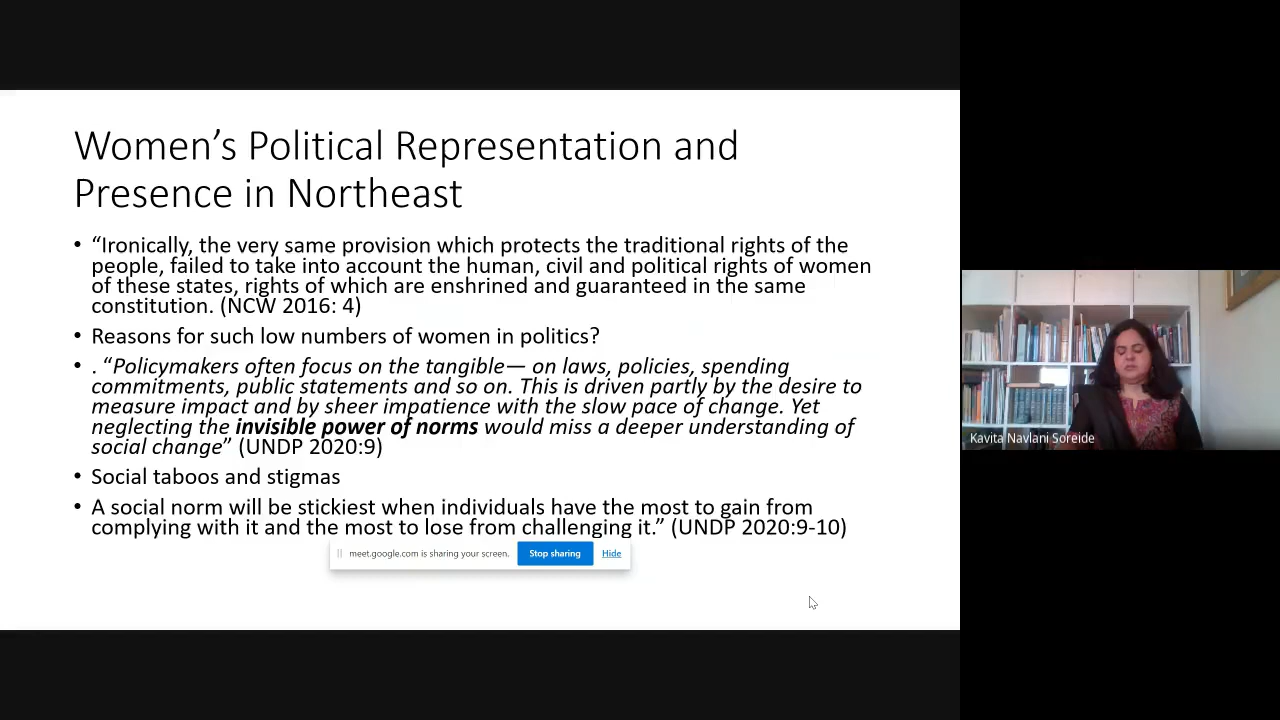 Women’s Political Representation and
Presence in Northeast
• “Ironically, the very same provision which protects the traditional rights of the
people, failed to take into account the human, civil and political rights of women
of these states, rights of which are enshrined and guaranteed in the same
constitution. (NCW 2016: 4)
• Reasons for such low numbers of women in politics?
• . “Policymakers often focus on the tangible— on laws, policies, spending
commitments, public statements and so on. This is driven partly by the desire to
measure impact and by sheer impatience with the slow pace of change. Yet
neglecting the invisible power of norms would miss a deeper understanding of
social change” (UNDP 2020:9)
• Social taboos and stigmas
• A social norm will be stickiest when individuals have the most to gain from
complying with it and the most to lose from challenging it.” (UNDP 2020:9-10)
meet.google.com is sharing your screen. Stop sharing Hide
Kavita Navlani Soreide